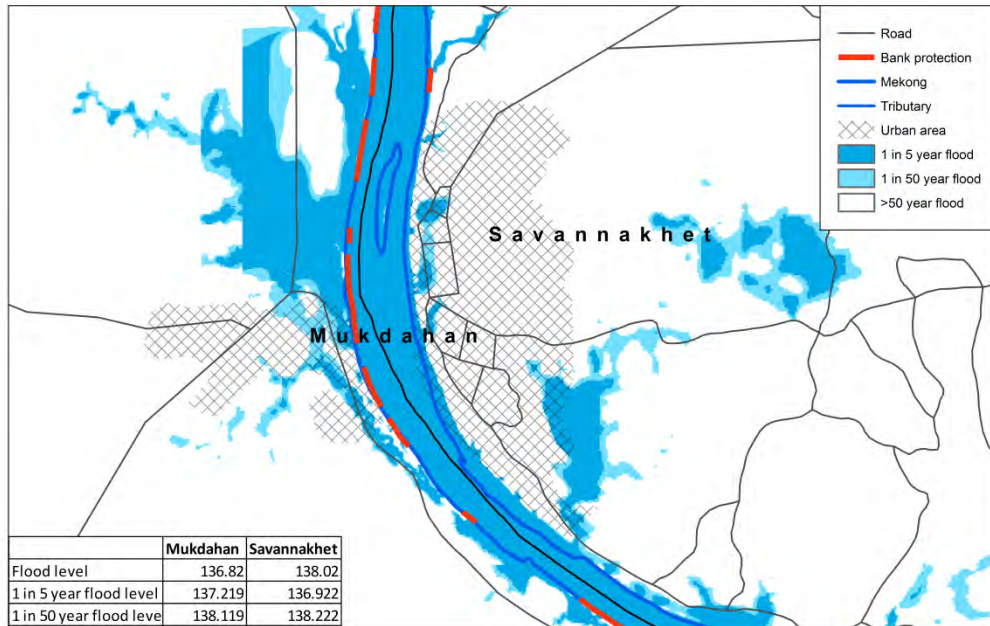 Road
Bank protection
Mekong
Tributary
Urban area
1 in 5 year flood
1 in 50 year flood
>50 year flood
Savannakhet
Mukdahan
Mukdahan Savannakhet
Flood level 136.82 138.02
1 in 5 year flood level 137.219 136.922
1 in 50 year flood leve 138.119 138.222